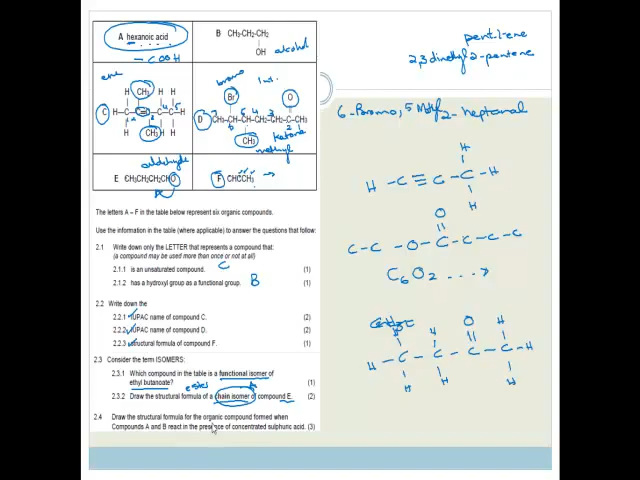 A hexanoic acid
- COOH
B CH₃-CH₂-CH₂
OH alcohol
ene
CH₃ H
4 5
C H-C-C=C-C-C-H
CH₃ H H
bromo
Br
O
D CH₃-CH-CH-CH₂-CH₂-C-CH₃
CH₃
methyl
aldehyde
E CH₃CH₂CH₂CHO
F CHCCH₃ →
The letters A – F in the table below represent six organic compounds.
Use the information in the table (where applicable) to answer the questions that follow:
2.1 Write down only the LETTER that represents a compound that:
(a compound may be used more than once or not at all)
2.1.1 is an unsaturated compound. C (1)
2.1.2 has a hydroxyl group as a functional group. B (1)
2.2 Write down the
2.2.1 IUPAC name of compound C. (2)
2.2.2 IUPAC name of compound D. (2)
2.2.3 structural formula of compound F. (1)
2.3 Consider the term ISOMERS:
2.3.1 Which compound in the table is a functional isomer of
ethyl butanoate? (1)
ester
2.3.2 Draw the structural formula of a chain isomer of compound E. (2)
2.4 Draw the structural formula for the organic compound formed when
Compounds A and B react in the presence of concentrated sulphuric acid. (3)
pent-1-ene
2,3 dimethyl 2-pentene
6-Bromo, 5 Methyl 2-heptanal
H
H - C ≡ C - C - H
H
O
C - C - O - C - C - C - C
C₆O₂ ... →
H H O H
H - C - C - C - C - H
H H H